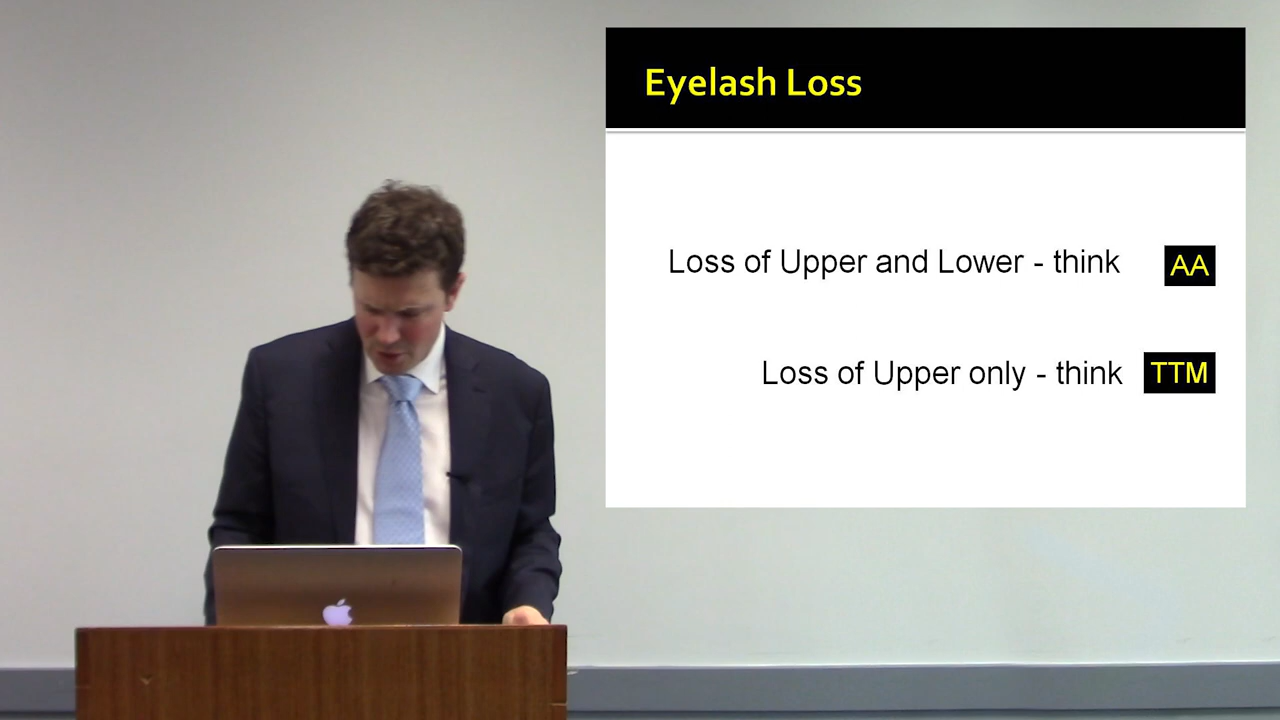 Eyelash Loss
Loss of Upper and Lower - think AA
Loss of Upper only - think TTM